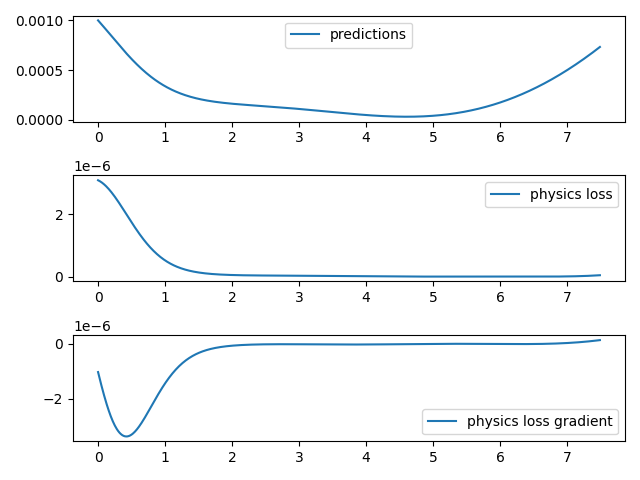 0.0010
0.0005
0.0000
predictions
0 1 2 3 4 5 6 7
1e−6
2
0
physics loss
0 1 2 3 4 5 6 7
1e−6
0
−2
physics loss gradient
0 1 2 3 4 5 6 7